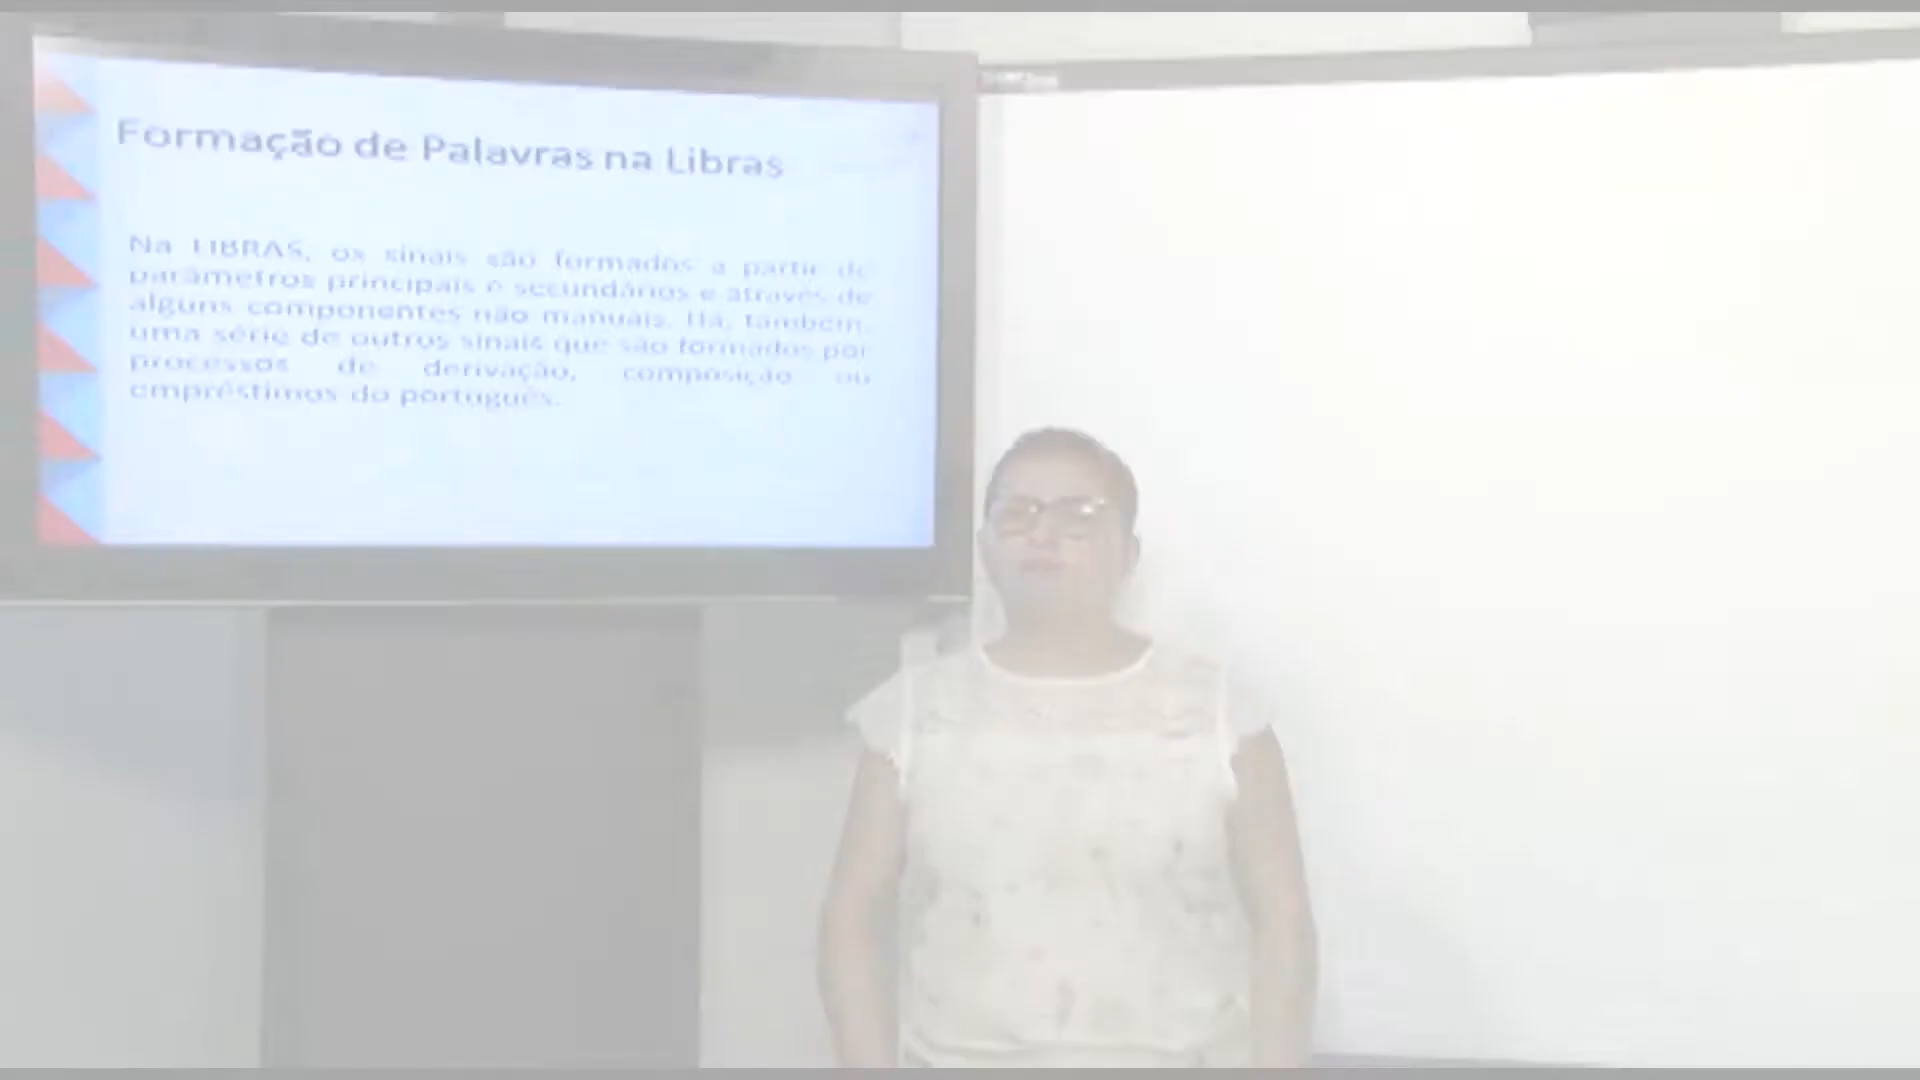 Formação de Palavras na Libras
Na LIBRAS, os sinais são formados a partir de
parâmetros principais e secundários e através de
alguns componentes não manuais. Há, também,
uma série de outros sinais que são formados por
processos de derivação, composição ou
empréstimos do português.